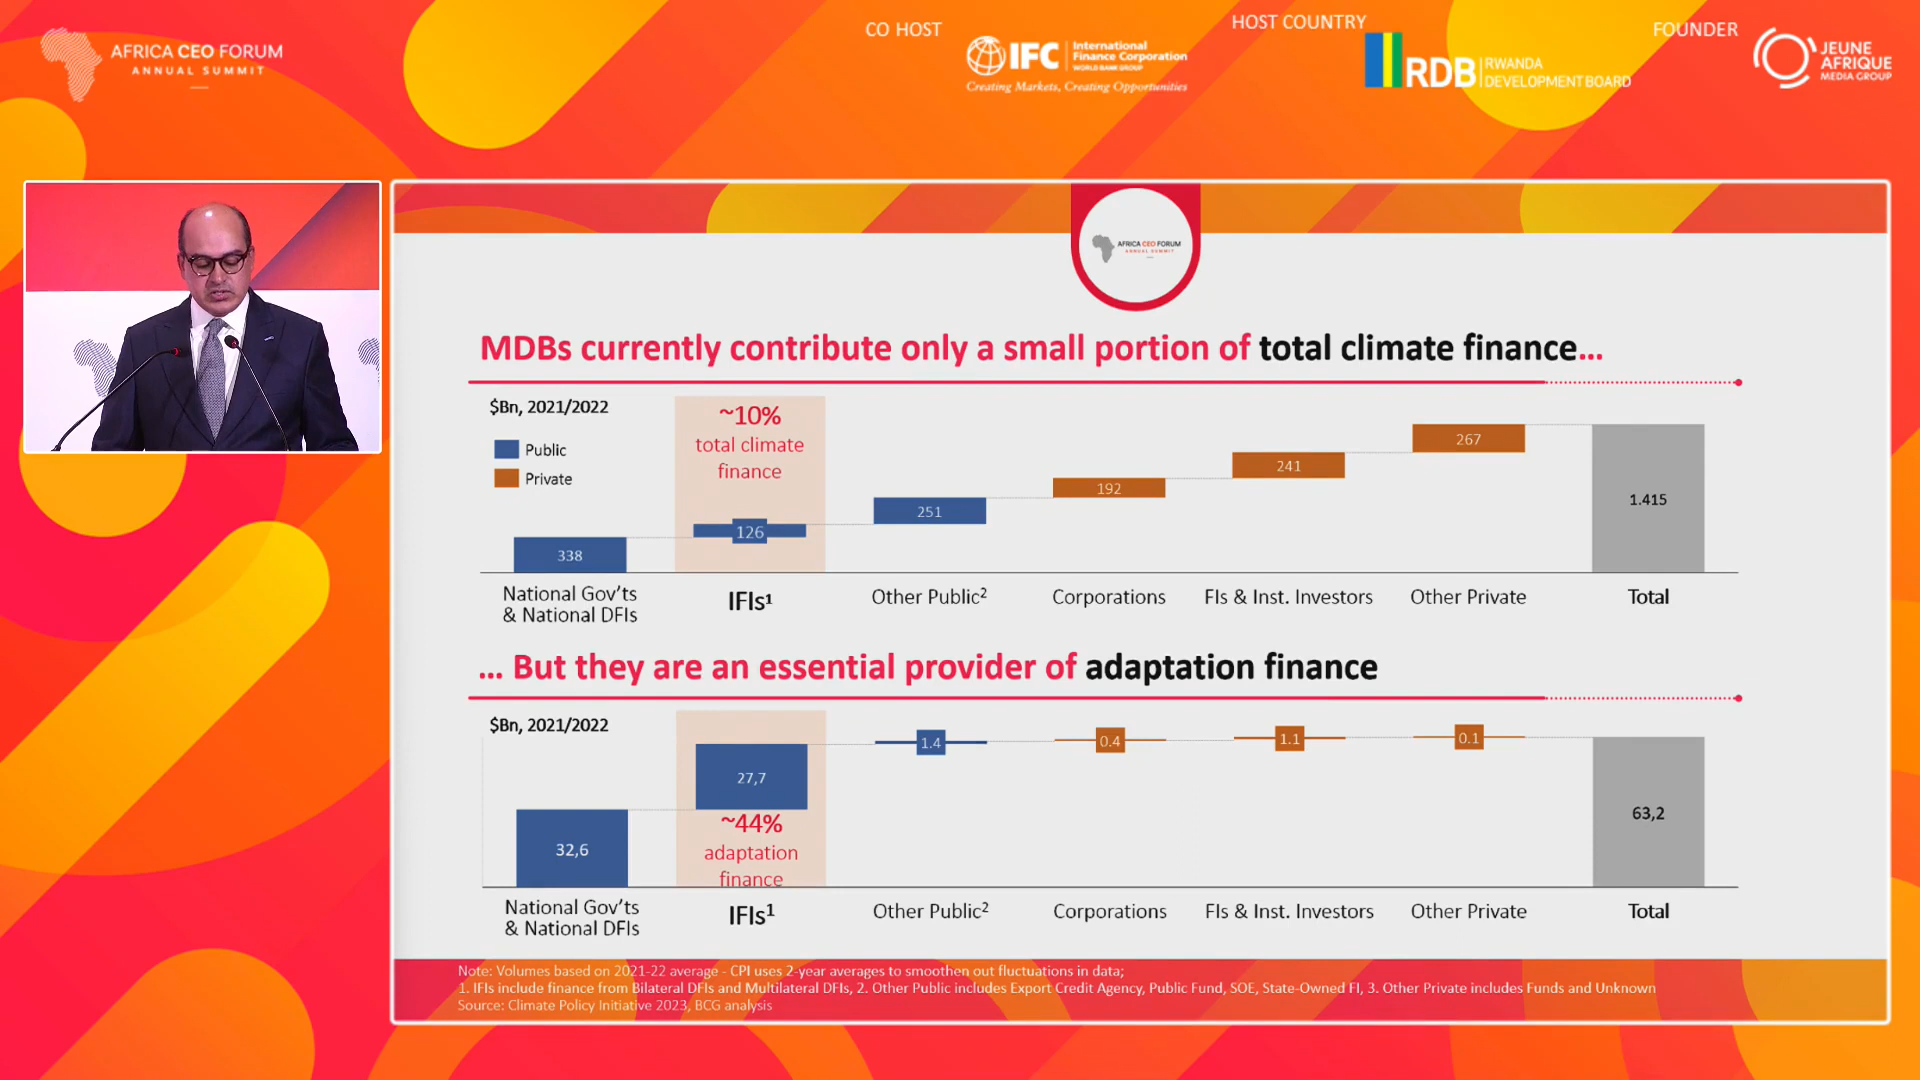 AFRICA CEO FORUM
ANNUAL SUMMIT
CO HOST
IFC
International
Finance Corporation
WORLD BANK GROUP
Creating Markets, Creating Opportunities
HOST COUNTRY
RDB
RWANDA
DEVELOPMENT BOARD
FOUNDER
JEUNE
AFRIQUE
MEDIA GROUP
AFRICA CEO FORUM
ANNUAL SUMMIT
MDBs currently contribute only a small portion of total climate finance...
$Bn, 2021/2022
Public
Private
~10%
total climate
finance
338
126
251
192
241
267
1.415
National Gov'ts
& National DFIs
IFIs¹
Other Public²
Corporations
FIs & Inst. Investors
Other Private
Total
... But they are an essential provider of adaptation finance
$Bn, 2021/2022
32,6
27,7
~44%
adaptation
finance
1.4
0.4
1.1
0.1
63,2
National Gov'ts
& National DFIs
IFIs¹
Other Public²
Corporations
FIs & Inst. Investors
Other Private
Total
Note: Volumes based on 2021-22 average - CPI uses 2-year averages to smoothen out fluctuations in data;
1. IFIs include finance from Bilateral DFIs and Multilateral DFIs, 2. Other Public includes Export Credit Agency, Public Fund, SOE, State-Owned FI, 3. Other Private includes Funds and Unknown
Source: Climate Policy Initiative 2023, BCG analysis